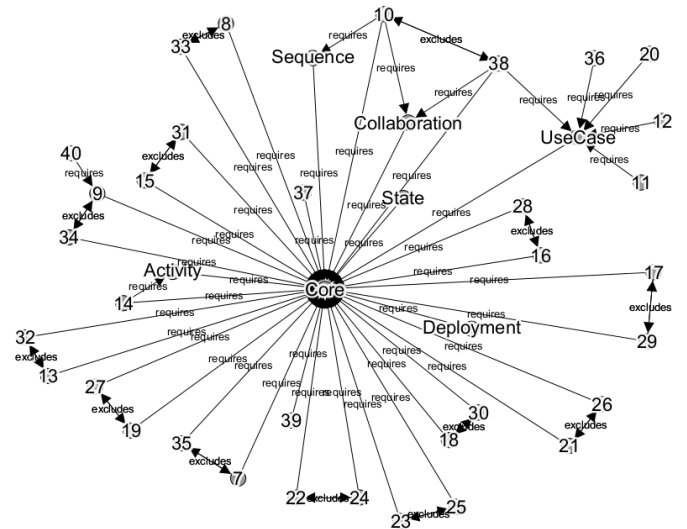 8
10
excludes
33
Sequence
requires
excludes
requires
38
36
20
requires
requires
requires
requires
requires
Collaboration
12
31
UseCase
requires
excludes
requires
11
40
15
requires
requires
requires
requires
requires
9
37
State
requires
requires
28
excludes
requires
requires
requires
34
requires
requires
excludes
requires
requires
16
Activity
requires
requires
17
requires
requires
Core
requires
14
requires
requires
excludes
32
requires
requires
Deployment
requires
29
excludes
requires
requires
requires
13
27
requires
requires
requires
requires
requires
requires
excludes
39
30
26
19
excludes
excludes
35
18
21
excludes
7
22
excludes
24
25
23
excludes